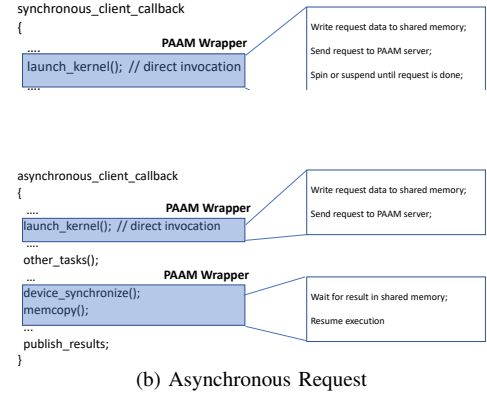 synchronous_client_callback
{
....
PAAM Wrapper
launch_kernel(); // direct invocation
....
Write request data to shared memory;
Send request to PAAM server;
Spin or suspend until request is done;
asynchronous_client_callback
{
....
PAAM Wrapper
launch_kernel(); // direct invocation
....
Write request data to shared memory;
Send request to PAAM server;
other_tasks();
...
PAAM Wrapper
device_synchronize();
memcopy();
...
Wait for result in shared memory;
Resume execution
publish_results;
}
(b) Asynchronous Request